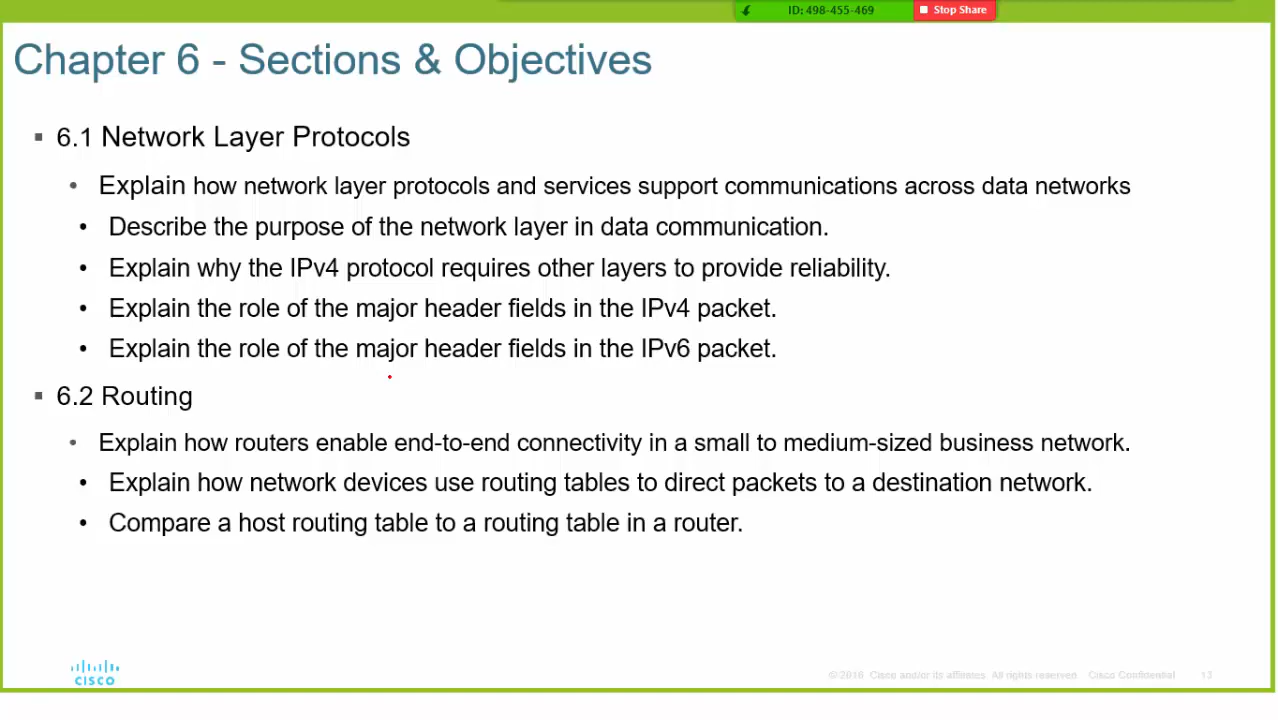 ID: 498-455-469
Stop Share
Chapter 6 - Sections & Objectives
▪ 6.1 Network Layer Protocols
• Explain how network layer protocols and services support communications across data networks
• Describe the purpose of the network layer in data communication.
• Explain why the IPv4 protocol requires other layers to provide reliability.
• Explain the role of the major header fields in the IPv4 packet.
• Explain the role of the major header fields in the IPv6 packet.
▪ 6.2 Routing
• Explain how routers enable end-to-end connectivity in a small to medium-sized business network.
• Explain how network devices use routing tables to direct packets to a destination network.
• Compare a host routing table to a routing table in a router.
CISCO
© 2016 Cisco and/or its affiliates. All rights reserved. Cisco Confidential 13